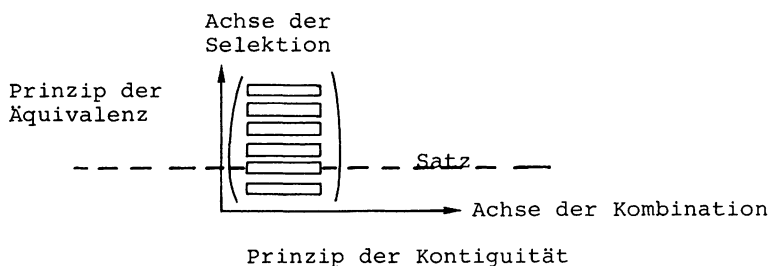 Achse der
Selektion
Prinzip der
Äquivalenz
Satz
Achse der Kombination
Prinzip der Kontiguität